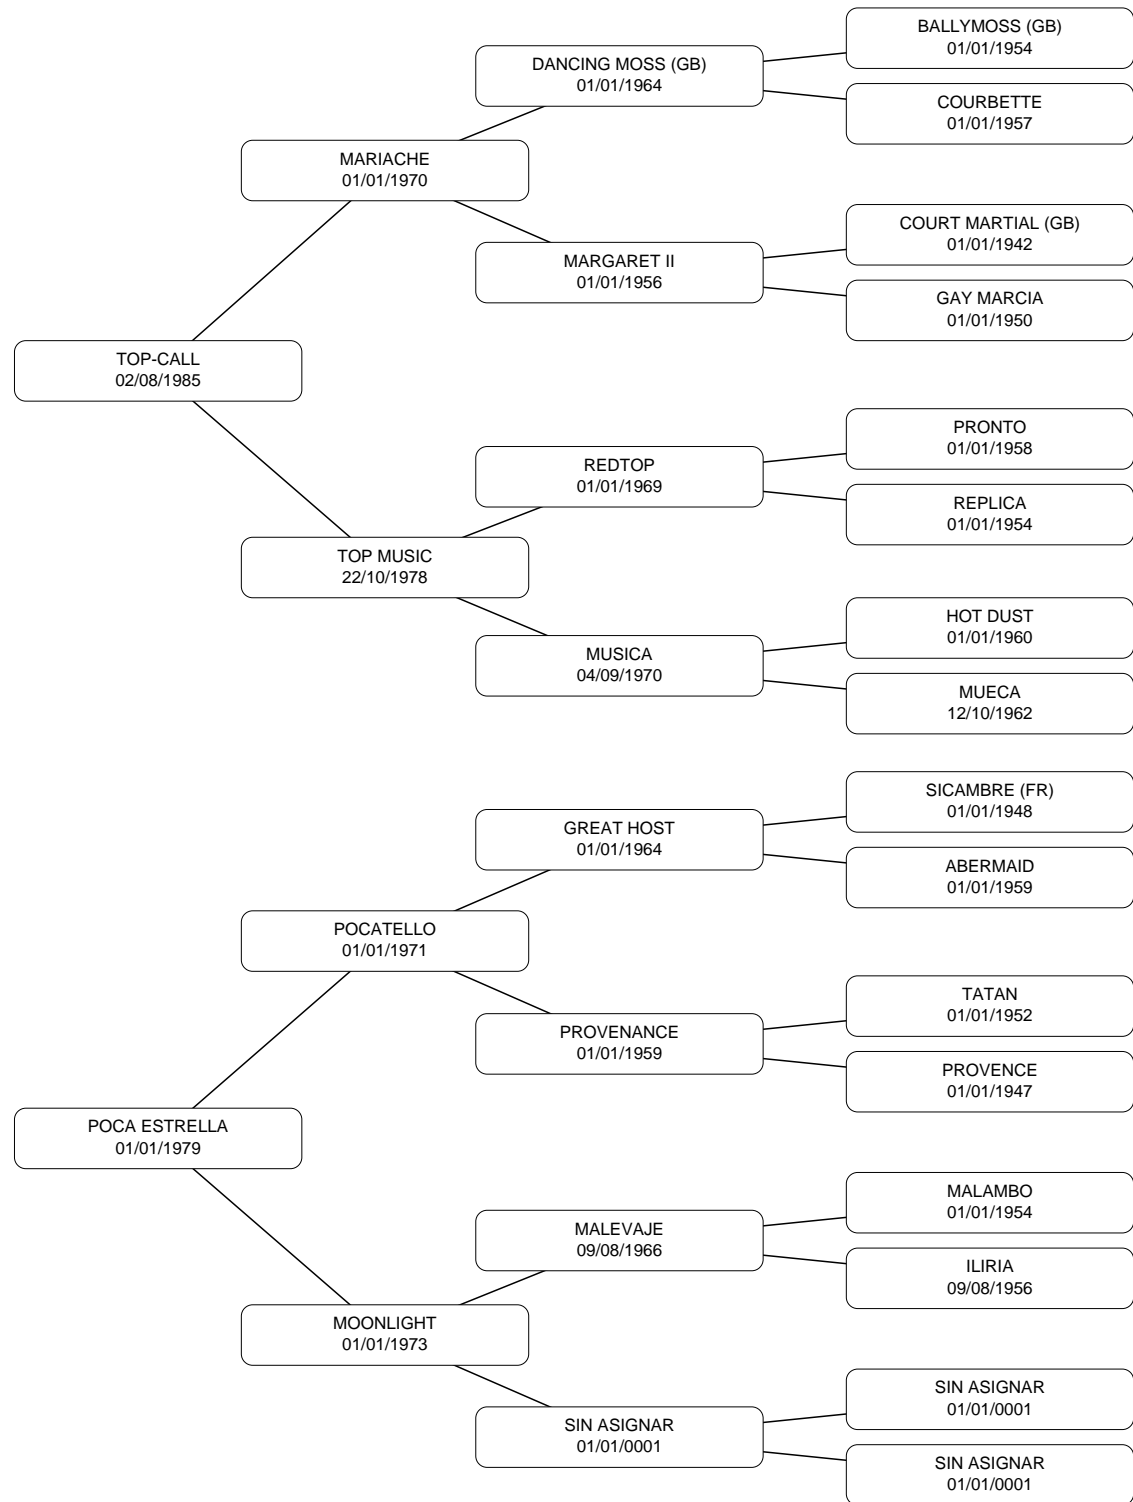 BALLYMOSS (GB)
01/01/1954
DANCING MOSS (GB)
01/01/1964
COURBETTE
01/01/1957
MARIACHE
01/01/1970
COURT MARTIAL (GB)
01/01/1942
MARGARET II
01/01/1956
GAY MARCIA
01/01/1950
TOP-CALL
02/08/1985
PRONTO
01/01/1958
REDTOP
01/01/1969
REPLICA
01/01/1954
TOP MUSIC
22/10/1978
HOT DUST
01/01/1960
MUSICA
04/09/1970
MUECA
12/10/1962
SICAMBRE (FR)
01/01/1948
GREAT HOST
01/01/1964
ABERMAID
01/01/1959
POCATELLO
01/01/1971
TATAN
01/01/1952
PROVENANCE
01/01/1959
PROVENCE
01/01/1947
POCA ESTRELLA
01/01/1979
MALAMBO
01/01/1954
MALEVAJE
09/08/1966
ILIRIA
09/08/1956
MOONLIGHT
01/01/1973
SIN ASIGNAR
01/01/0001
SIN ASIGNAR
01/01/0001
SIN ASIGNAR
01/01/0001